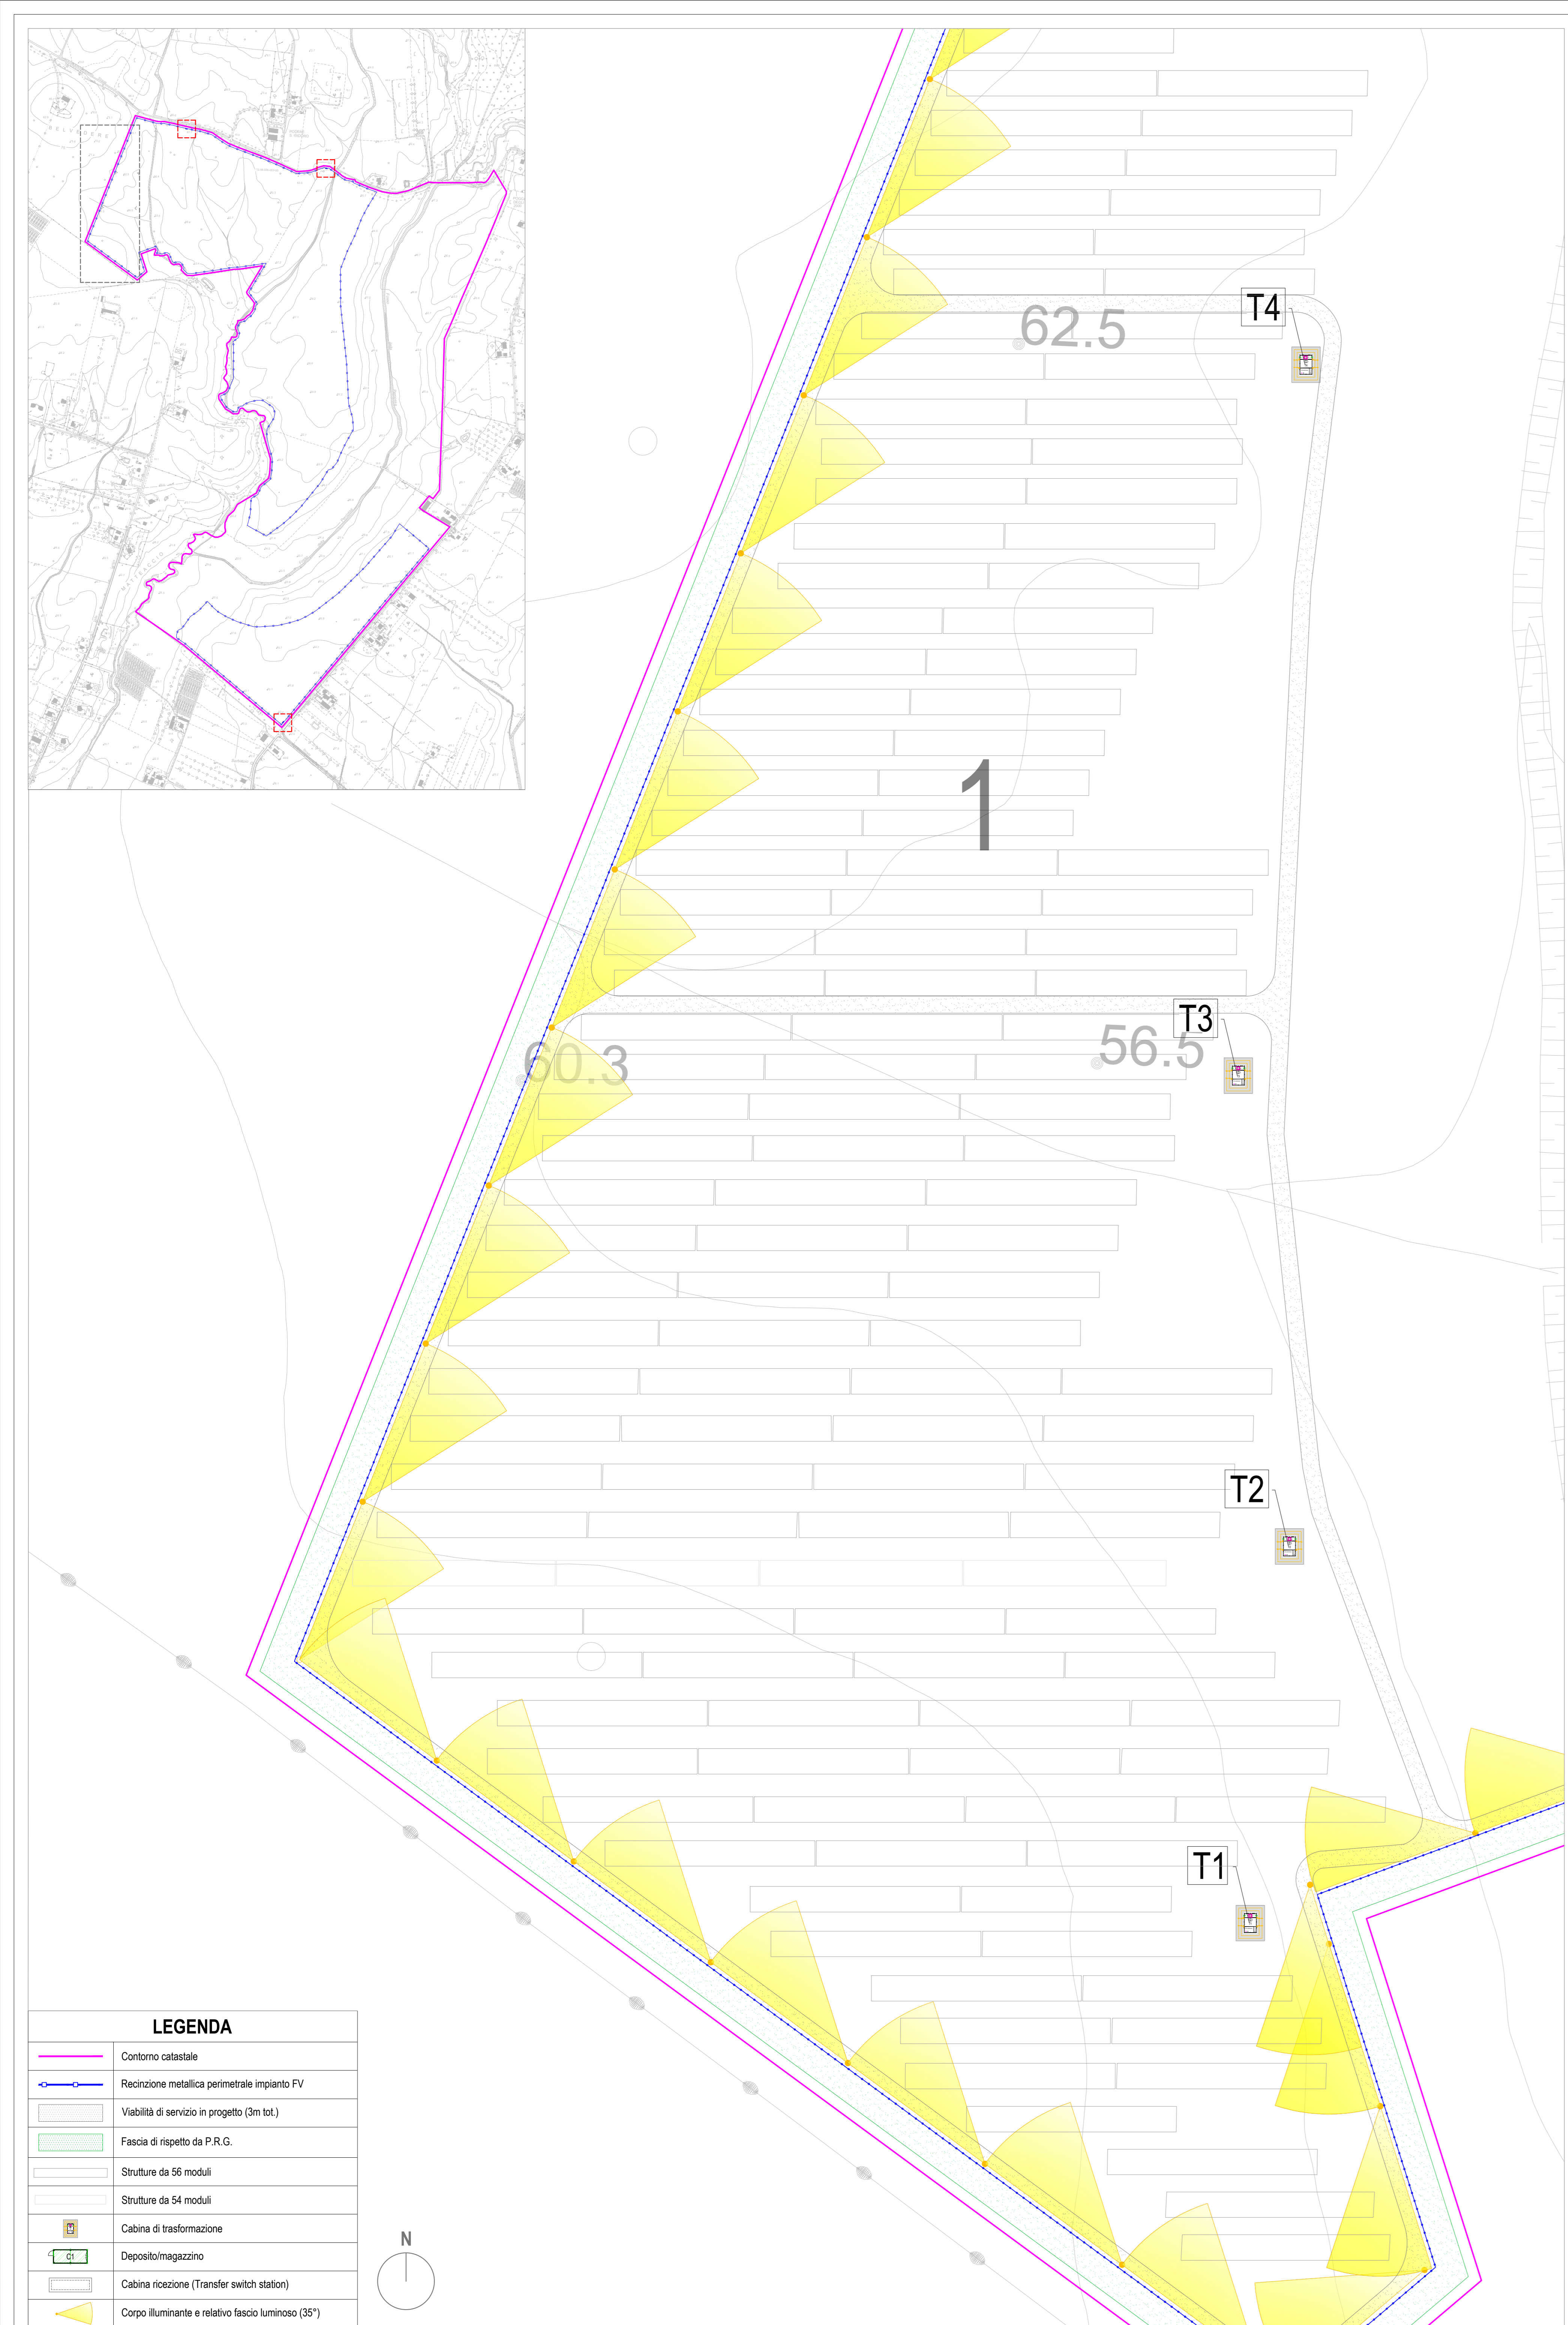 T4
62.5
1
T3
60.3
56.5
T2
T1
LEGENDA
Contorno catastale
Recinzione metallica perimetrale impianto FV
Viabilità di servizio in progetto (3m tot.)
Fascia di rispetto da P.R.G.
Strutture da 56 moduli
Strutture da 54 moduli
Cabina di trasformazione
C1
Deposito/magazzino
Cabina ricezione (Transfer switch station)
Corpo illuminante e relativo fascio luminoso (35°)
N